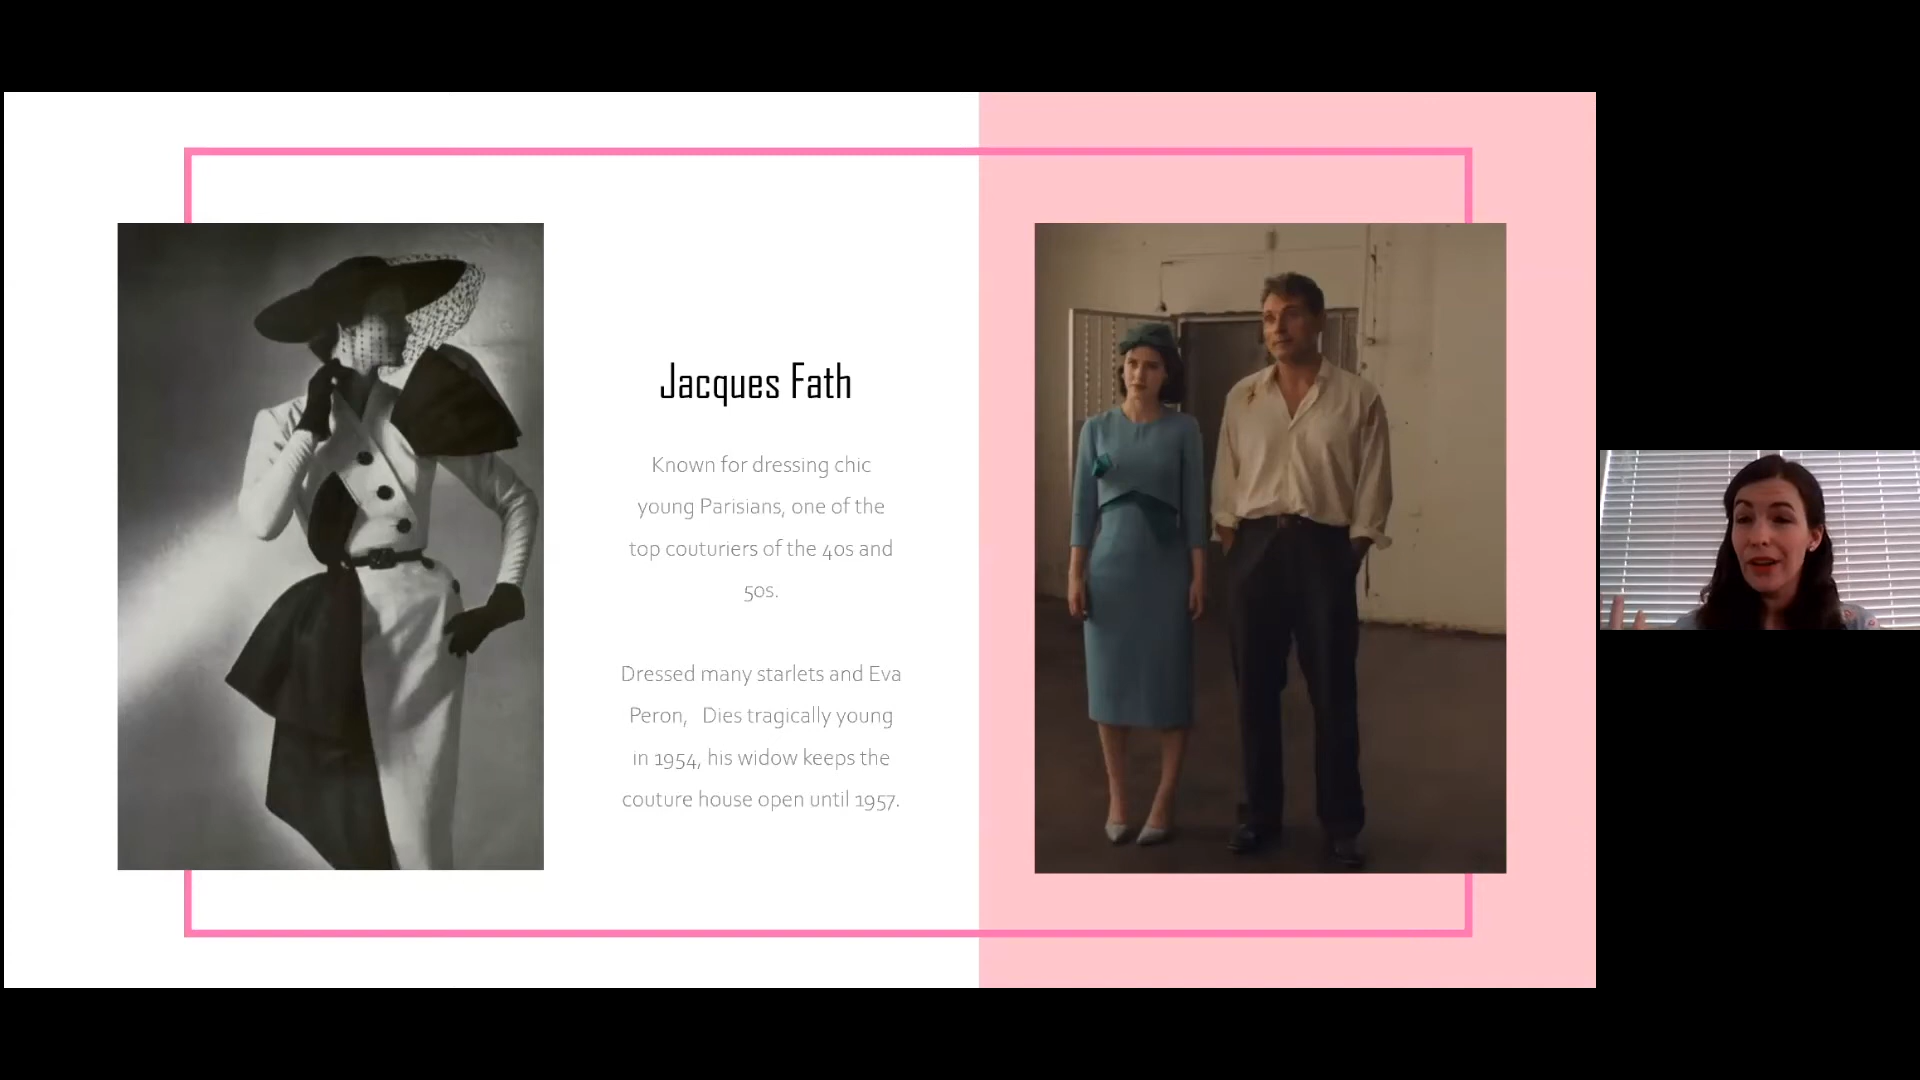 Jacques Fath
Known for dressing chic
young Parisians, one of the
top couturiers of the 40s and
50s.
Dressed many starlets and Eva
Peron, Dies tragically young
in 1954, his widow keeps the
couture house open until 1957.